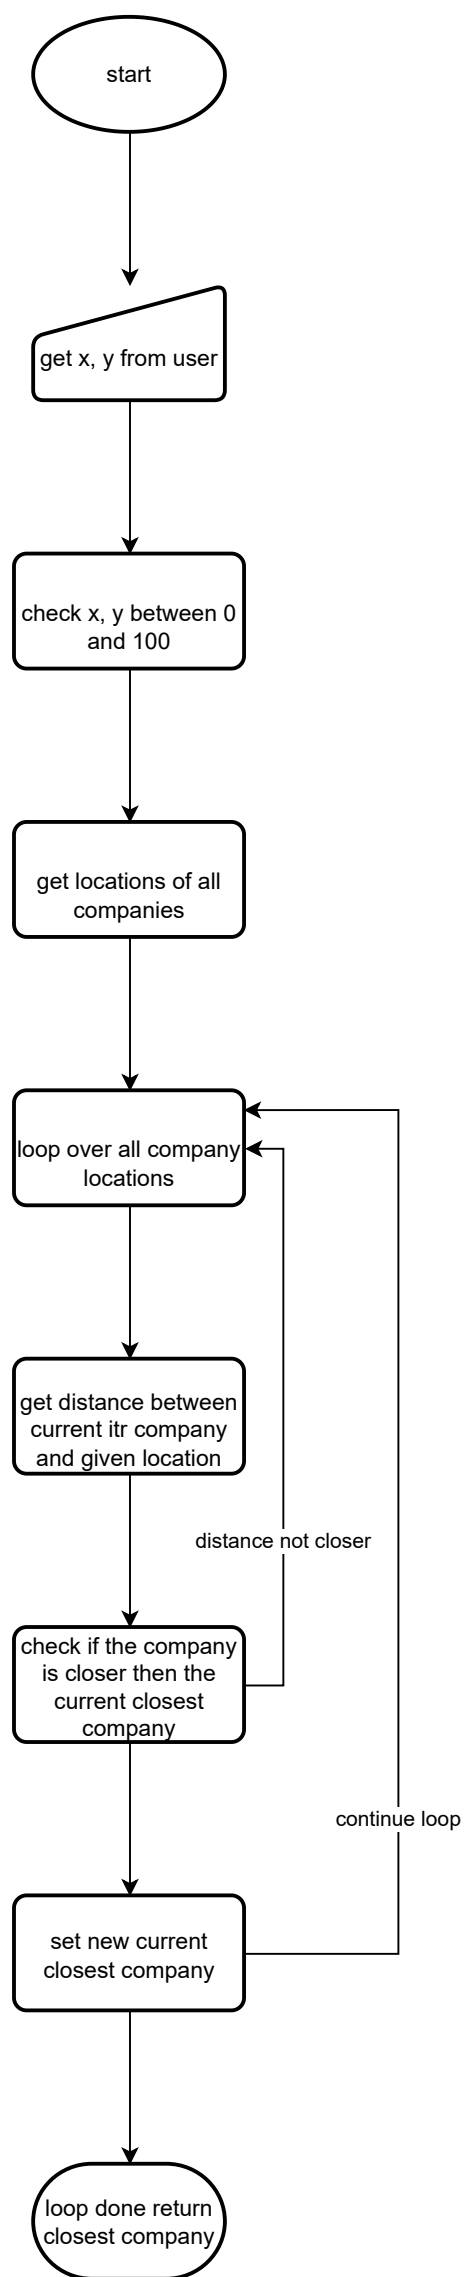 start
get x, y from user
check x, y between 0
and 100
get locations of all
companies
loop over all company
locations
get distance between
current itr company
and given location
distance not closer
check if the company
is closer then the
current closest
company
continue loop
set new current
closest company
loop done return
closest company